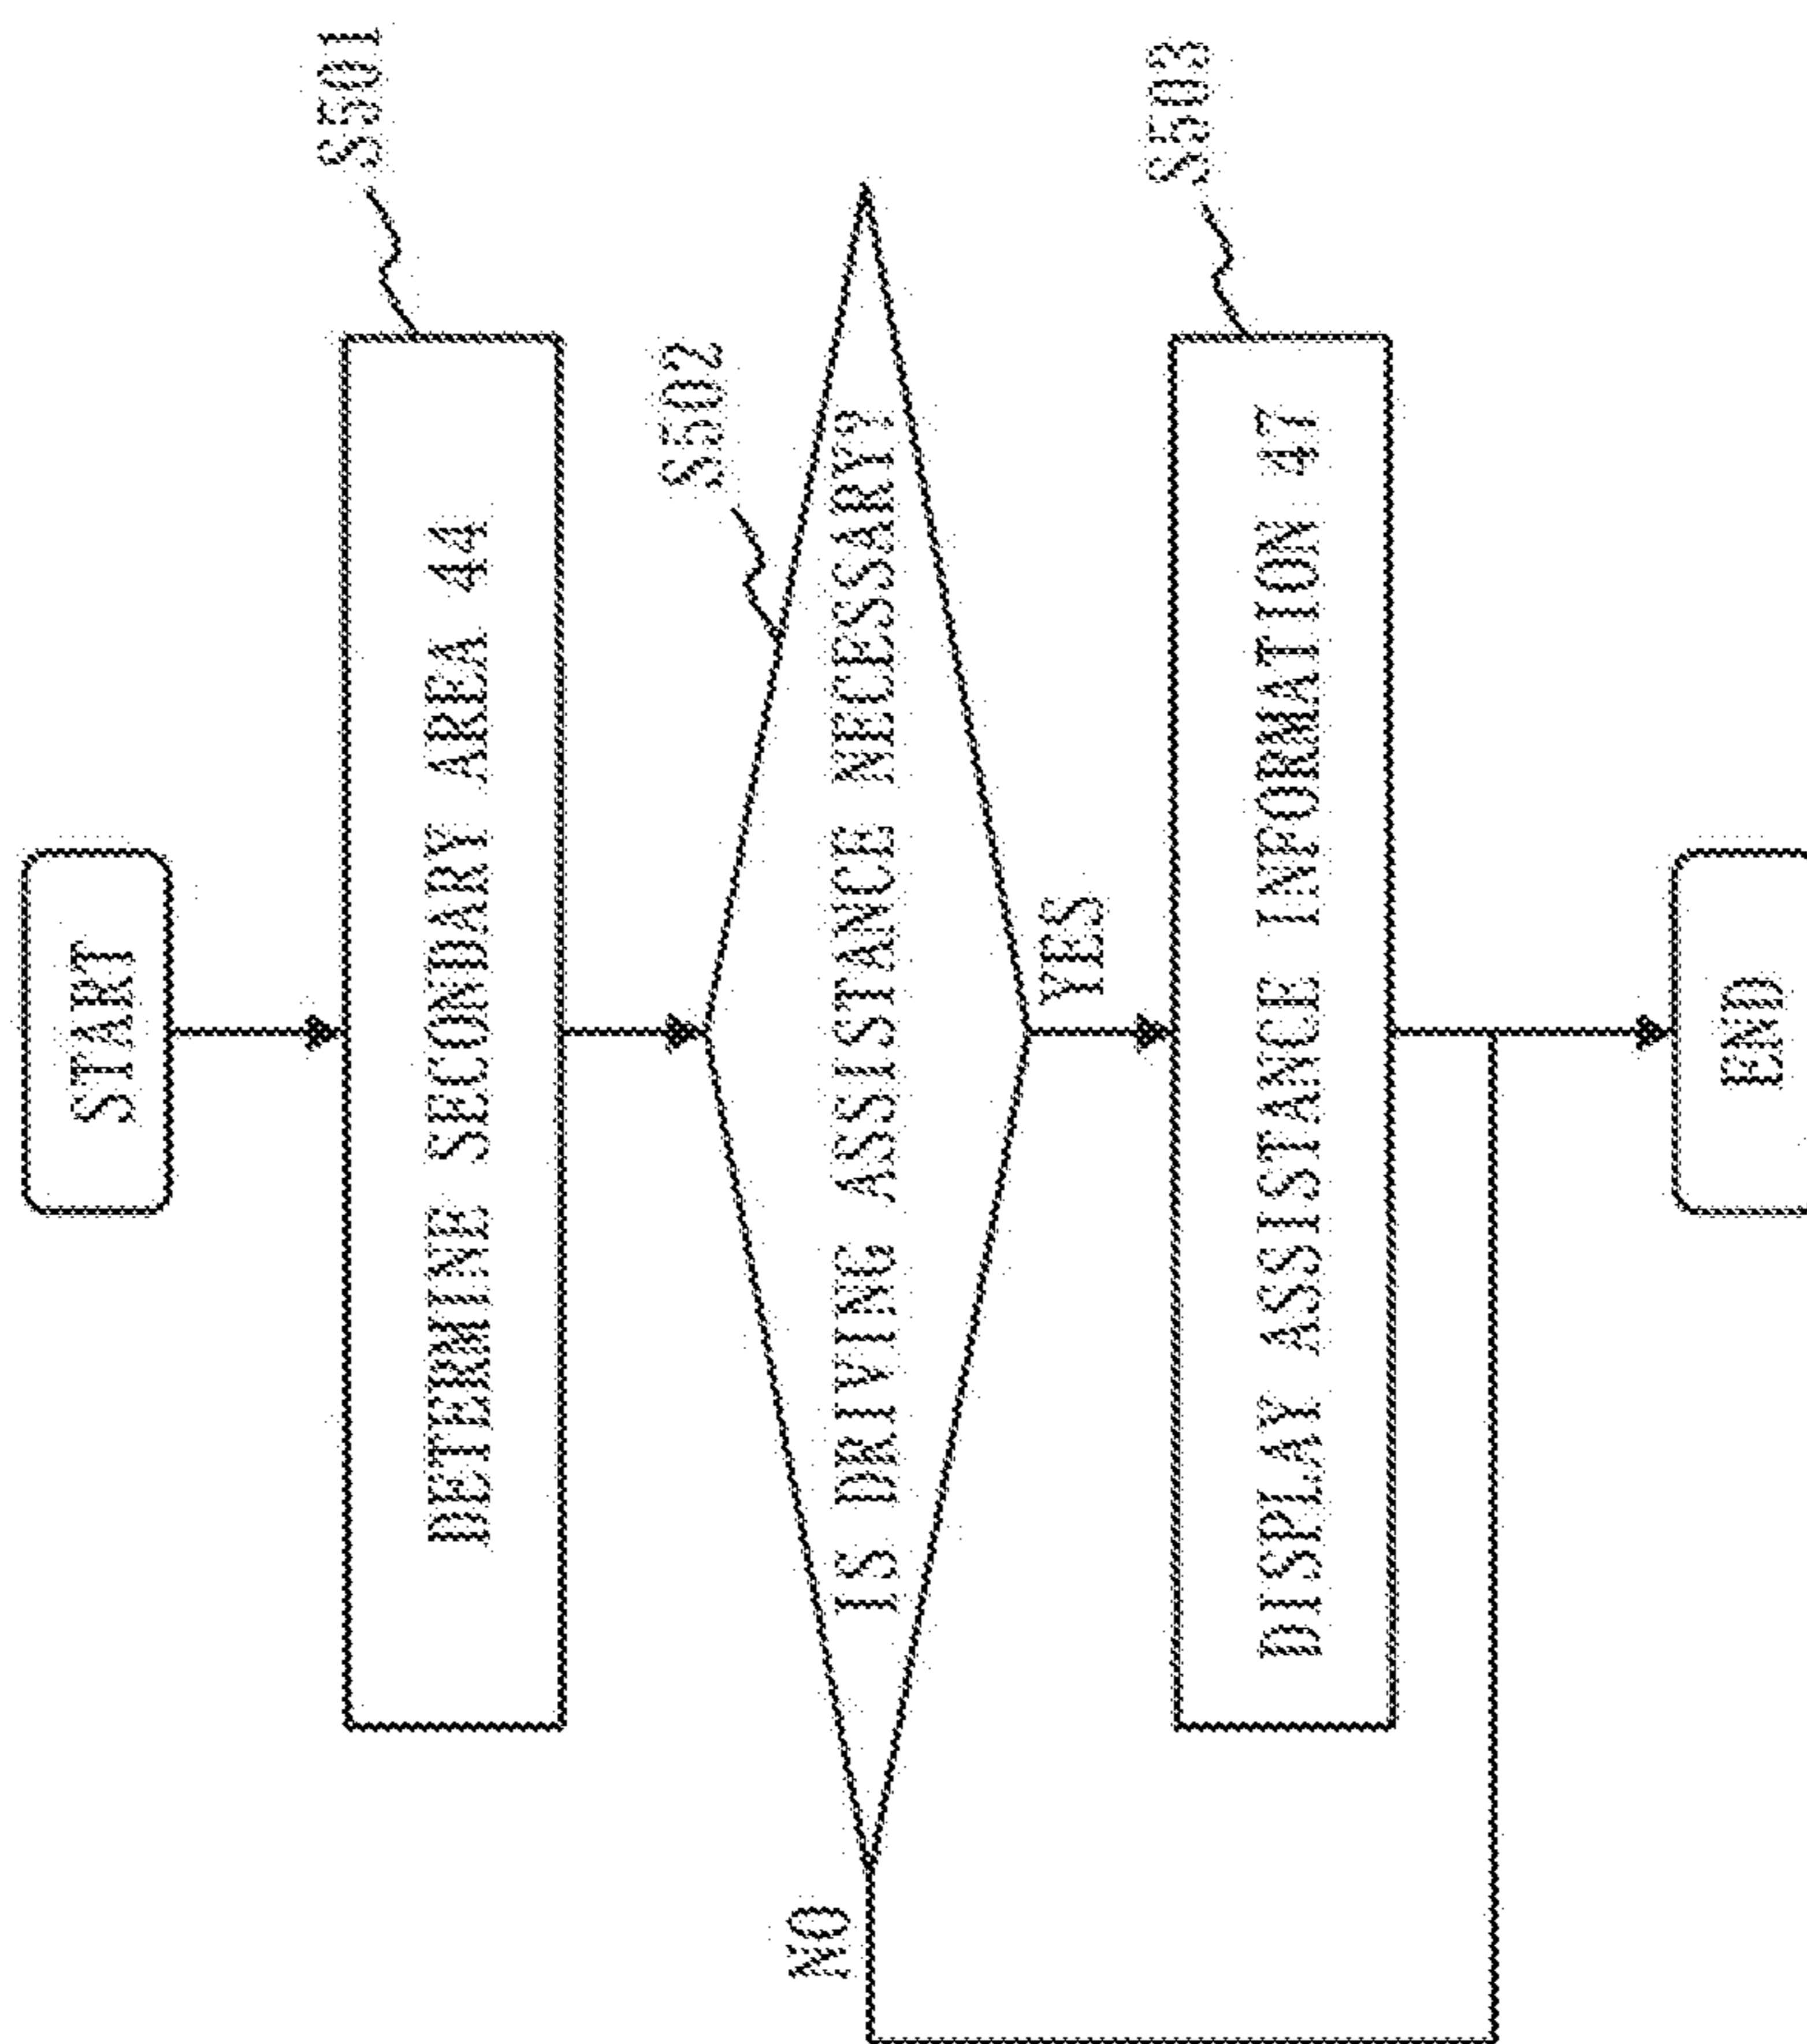 START
S501
DETERMINE SECONDARY AREA 44
S502
IS DRIVING ASSISTANCE NECESSARY?
NO
YES
S503
DISPLAY ASSISTANCE INFORMATION 47
END